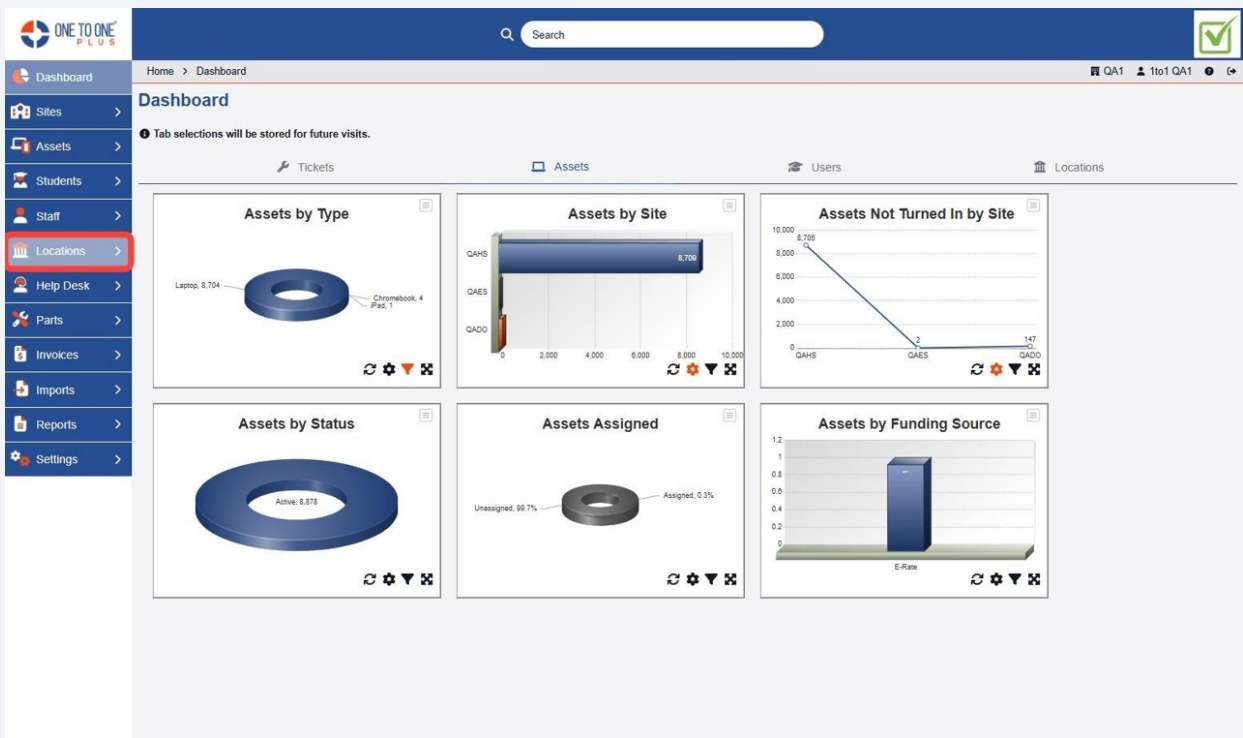 ONE TO ONE
PLUS
Search
Home > Dashboard
QA1 1to1 QA1
Dashboard
Sites
Assets
Students
Staff
Locations
Help Desk
Parts
Invoices
Imports
Reports
Settings
Dashboard
Tab selections will be stored for future visits.
Tickets Assets Users Locations
Assets by Type
Laptop, 8,704
Chromebook, 4
iPad, 1
Assets by Site
QAHS
QAES
QADO
8,709
0 2,000 4,000 6,000 8,000 10,000
Assets Not Turned In by Site
10,000
8,000
6,000
4,000
2,000
0
8,705
2
147
QAHS QAES QADO
Assets by Status
Active, 8,878
Assets Assigned
Unassigned, 99.7%
Assigned, 0.3%
Assets by Funding Source
1.2
1
0.8
0.6
0.4
0.2
0
E-Rate